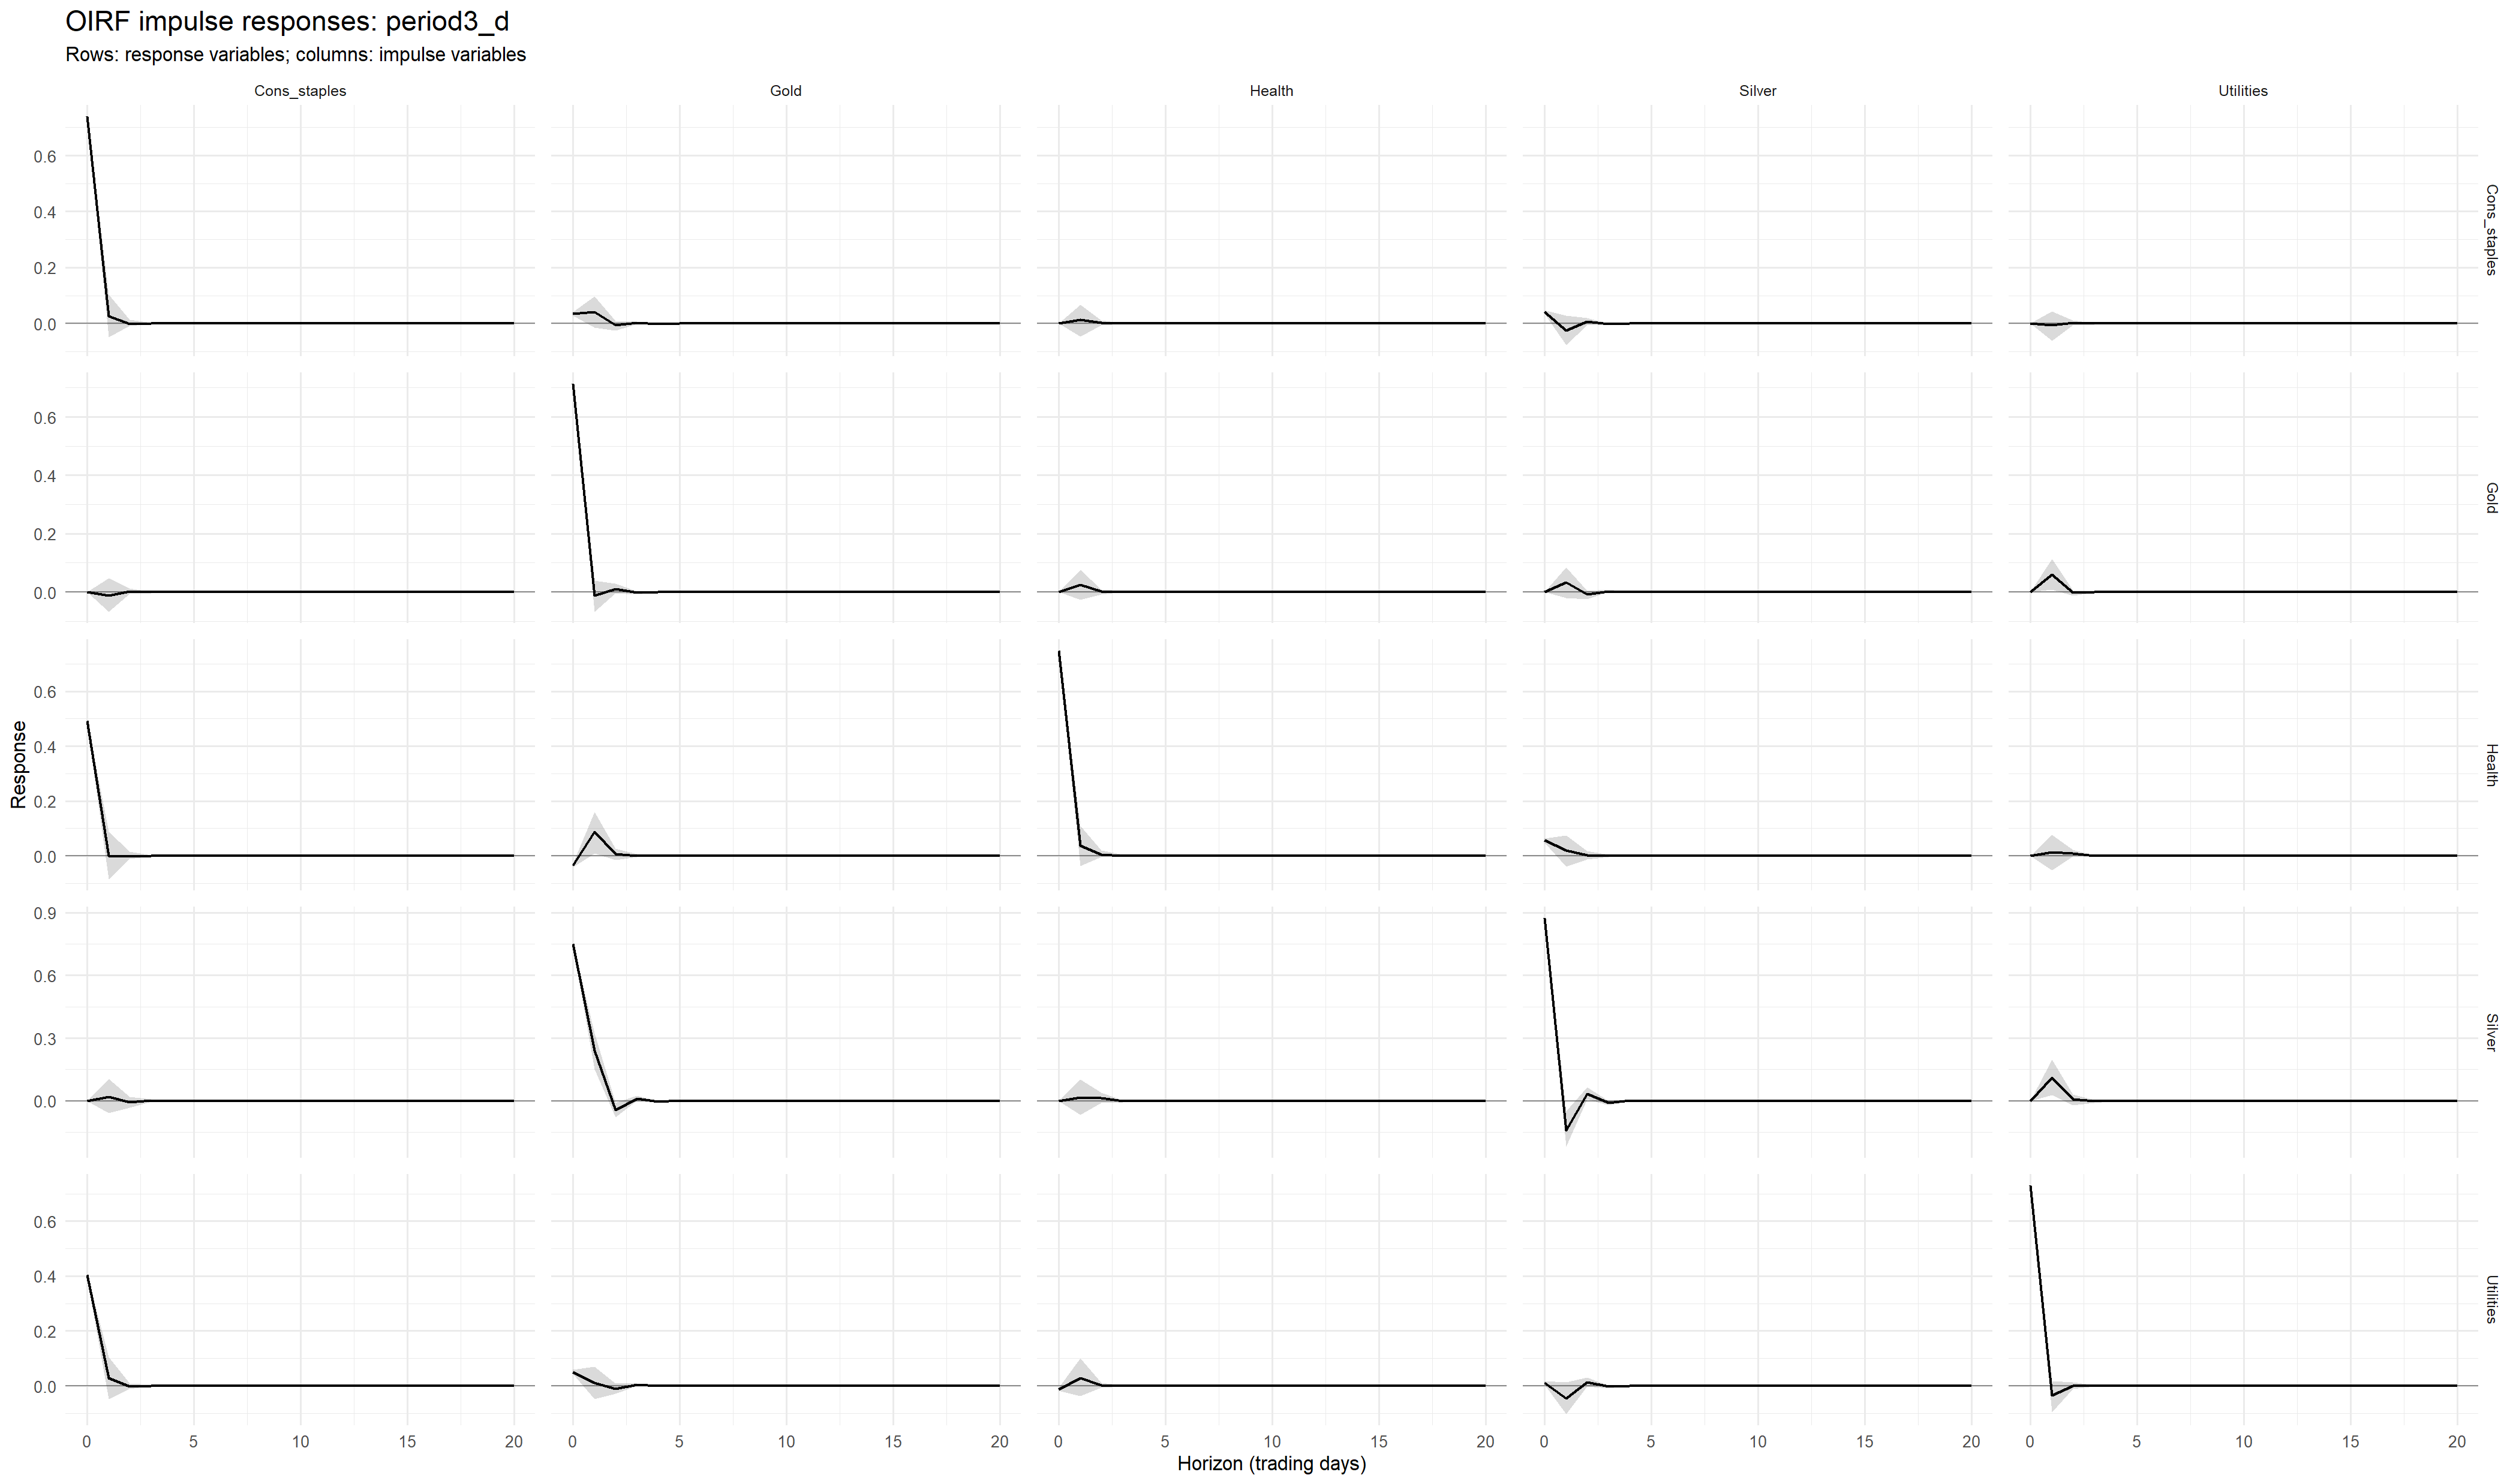 OIRF impulse responses: period3_d
Rows: response variables; columns: impulse variables
Cons_staples Gold Health Silver Utilities
0.6
0.4
0.2
0.0
Cons_staples
0.6
0.4
0.2
0.0
Gold
Response
0.6
0.4
0.2
0.0
Health
0.9
0.6
0.3
0.0
Silver
0.6
0.4
0.2
0.0
Utilities
0 5 10 15 20 0 5 10 15 20 0 5 10 15 20 0 5 10 15 20 0 5 10 15 20
Horizon (trading days)